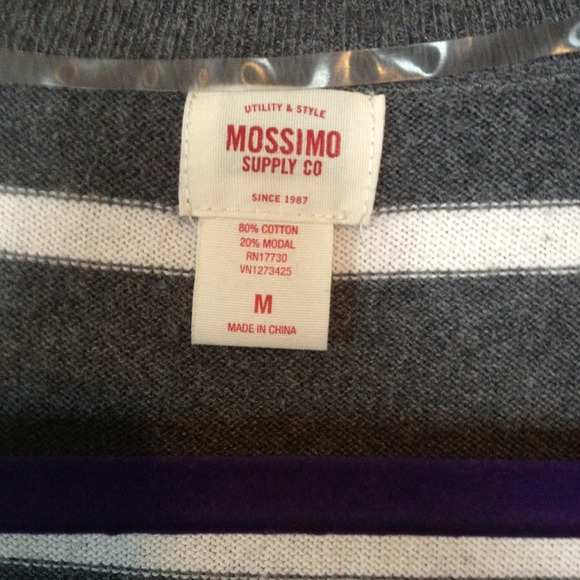 UTILITY & STYLE
MOSSIMO
SUPPLY CO
SINCE 1987
80% COTTON
20% MODAL
RN17730
VN1273425
M
MADE IN CHINA